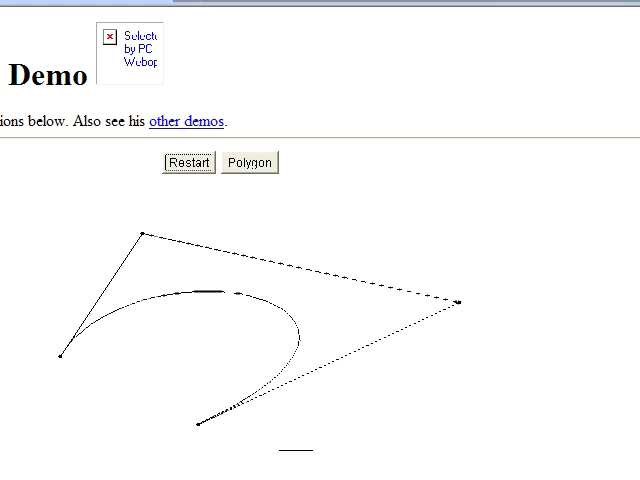 Demo
Selecte
by PC
Webop
ions below. Also see his other demos.
Restart Polygon